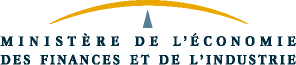 MINISTÈRE DE L'ÉCONOMIE
DES FINANCES ET DE L'INDUSTRIE